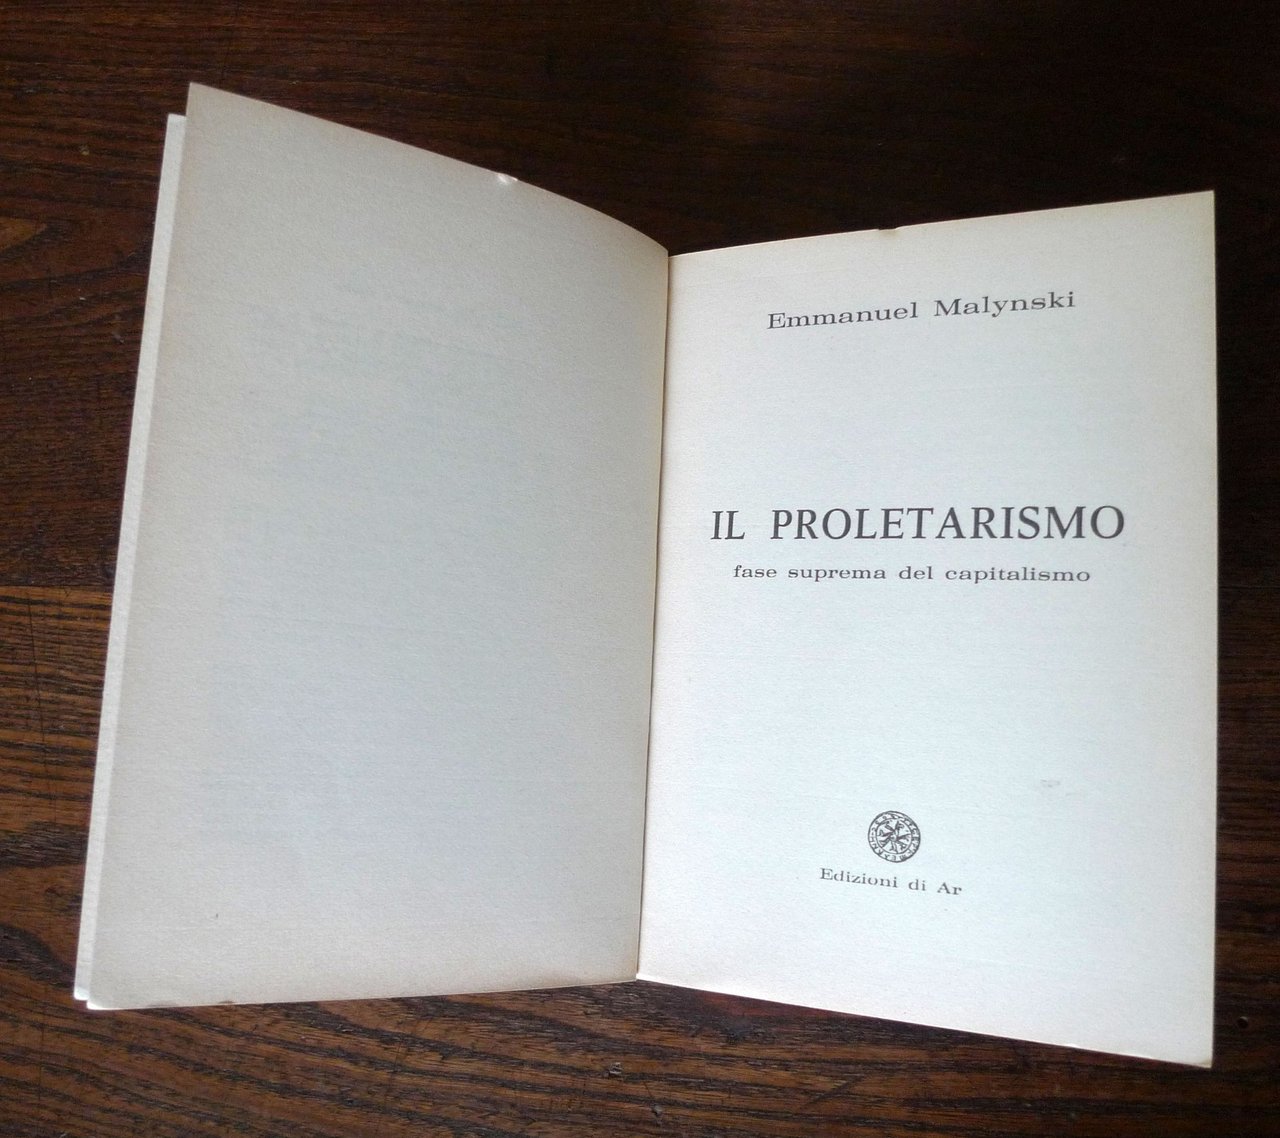 Emmanuel Malynski
IL PROLETARISMO
fase suprema del capitalismo
Edizioni di Ar